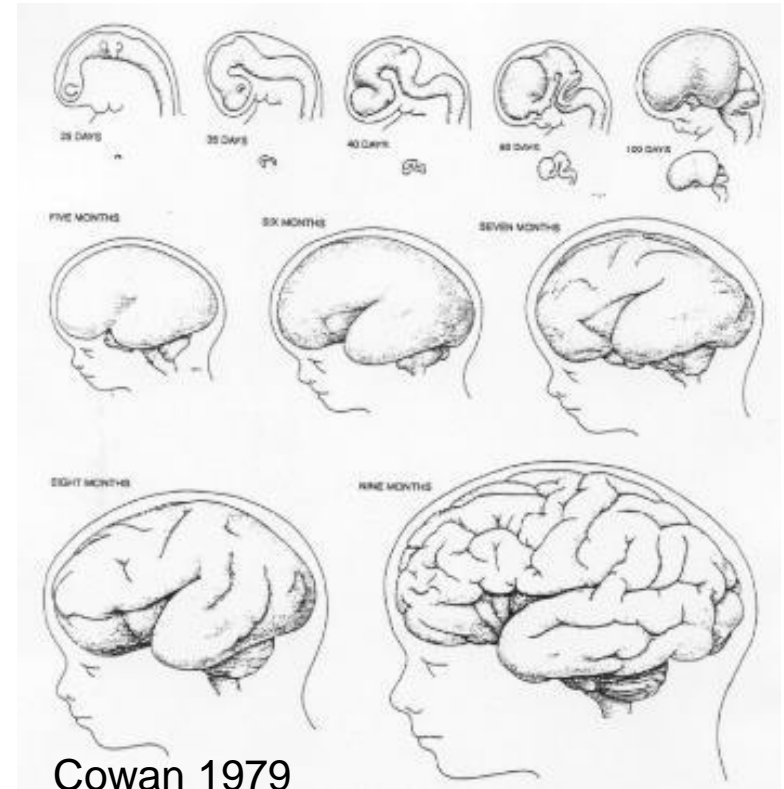 25 DAYS
35 DAYS
40 DAYS
50 DAYS
100 DAYS
FIVE MONTHS
SIX MONTHS
SEVEN MONTHS
EIGHT MONTHS
NINE MONTHS
Cowan 1979